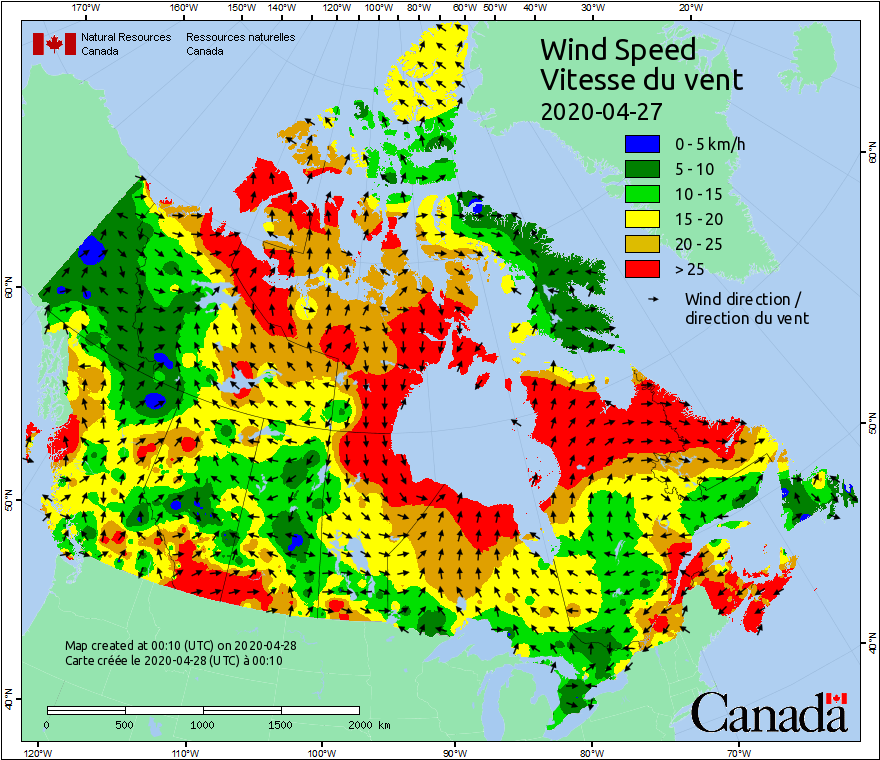 170°W 160°W 150°W 140°W 130°W 120°W 110°W 100°W 90°W 80°W 70°W 60°W 50°W 40°W 30°W 20°W
Natural Resources Ressources naturelles
Canada Canada
Wind Speed
Vitesse du vent
2020-04-27
0 - 5 km/h
5 - 10
10 - 15
15 - 20
20 - 25
> 25
Wind direction /
direction du vent
60°N
60°N
50°N
50°N
40°N
40°N
Map created at 00:10 (UTC) on 2020-04-28
Carte créée le 2020-04-28 (UTC) à 00:10
0 500 1000 1500 2000 km
Canada
120°W 110°W 100°W 90°W 80°W 70°W